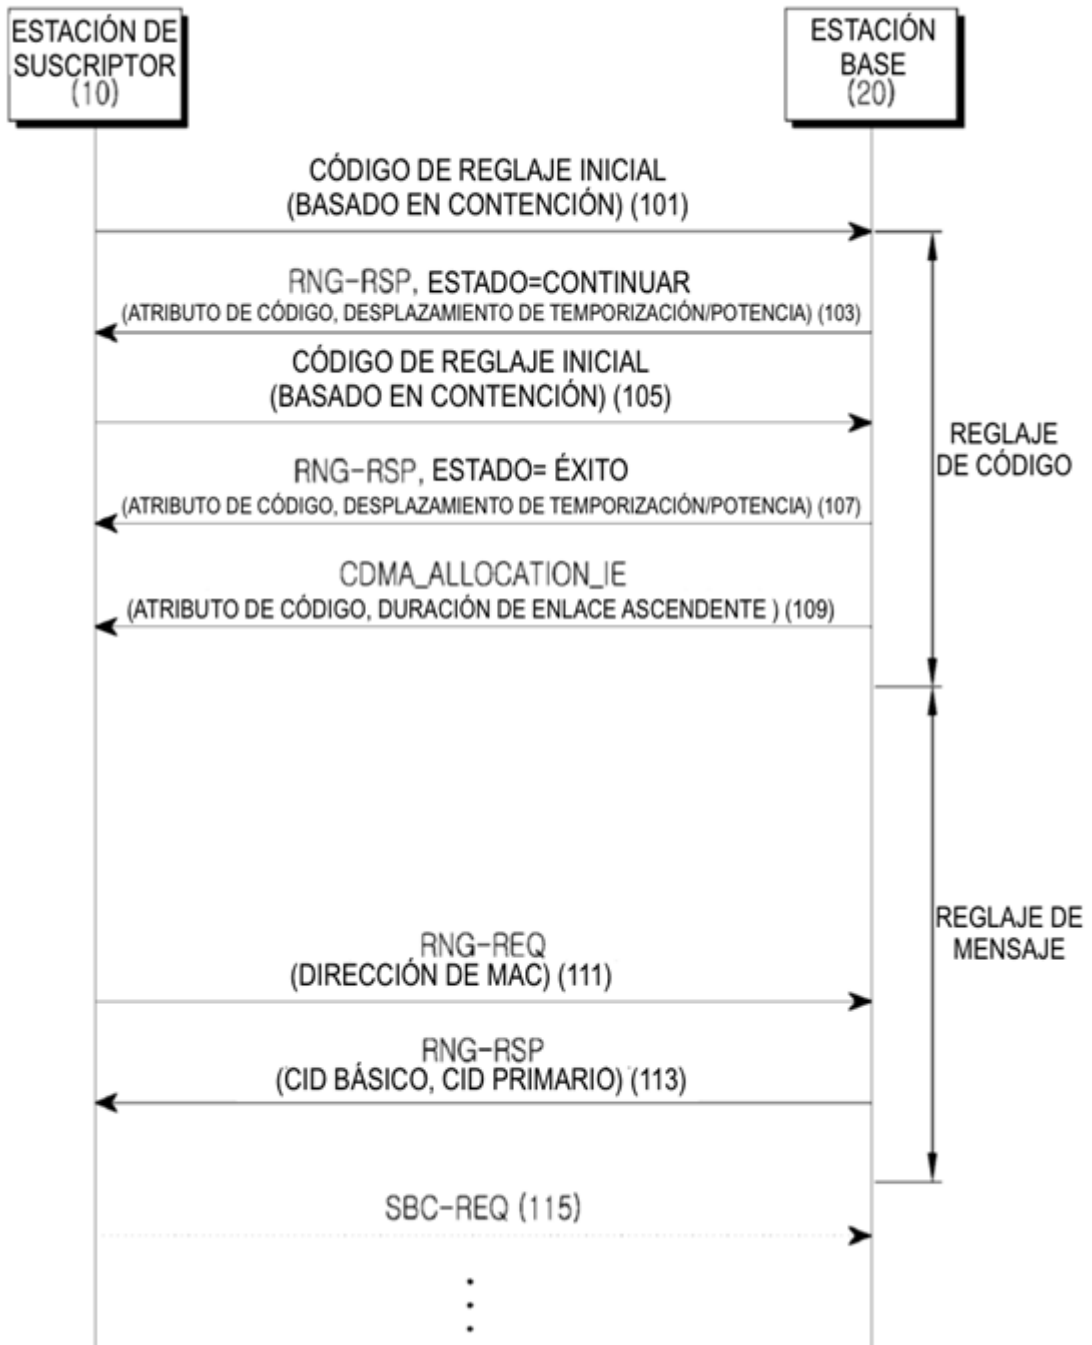 ESTACIÓN DE
SUSCRIPTOR
(10)
ESTACIÓN
BASE
(20)
CÓDIGO DE REGLAJE INICIAL
(BASADO EN CONTENCIÓN) (101)
RNG-RSP, ESTADO=CONTINUAR
(ATRIBUTO DE CÓDIGO, DESPLAZAMIENTO DE TEMPORIZACIÓN/POTENCIA) (103)
CÓDIGO DE REGLAJE INICIAL
(BASADO EN CONTENCIÓN) (105)
REGLAJE
DE CÓDIGO
RNG-RSP, ESTADO= ÉXITO
(ATRIBUTO DE CÓDIGO, DESPLAZAMIENTO DE TEMPORIZACIÓN/POTENCIA) (107)
CDMA_ALLOCATION_IE
(ATRIBUTO DE CÓDIGO, DURACIÓN DE ENLACE ASCENDENTE ) (109)
REGLAJE DE
MENSAJE
RNG-REQ
(DIRECCIÓN DE MAC) (111)
RNG-RSP
(CID BÁSICO, CID PRIMARIO) (113)
SBC-REQ (115)